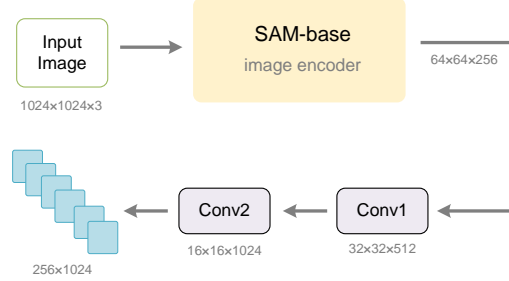 Input
Image
1024×1024×3
SAM-base
image encoder
64×64×256
Conv1
32×32×512
Conv2
16×16×1024
256×1024